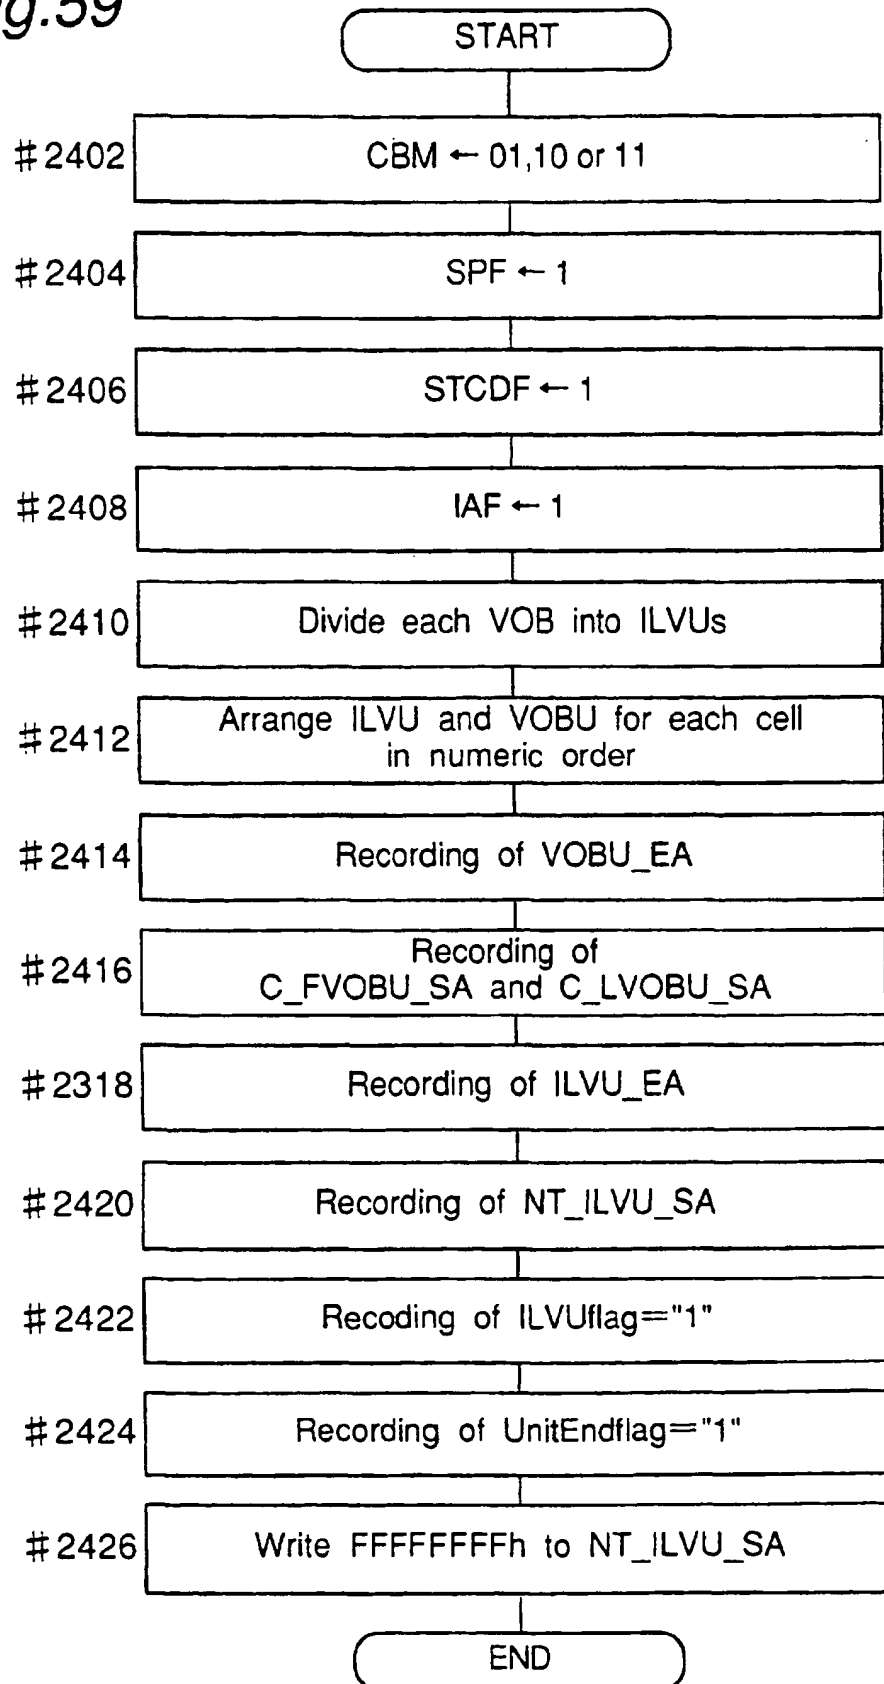 g.59
START
#2402 CBM ← 01,10 or 11
#2404 SPF ← 1
#2406 STCDF ← 1
#2408 IAF ← 1
#2410 Divide each VOB into ILVUs
#2412 Arrange ILVU and VOBU for each cell
in numeric order
#2414 Recording of VOBU_EA
#2416 Recording of
C_FVOBU_SA and C_LVOBU_SA
#2318 Recording of ILVU_EA
#2420 Recording of NT_ILVU_SA
#2422 Recoding of ILVUflag="1"
#2424 Recording of UnitEndflag="1"
#2426 Write FFFFFFFFh to NT_ILVU_SA
END